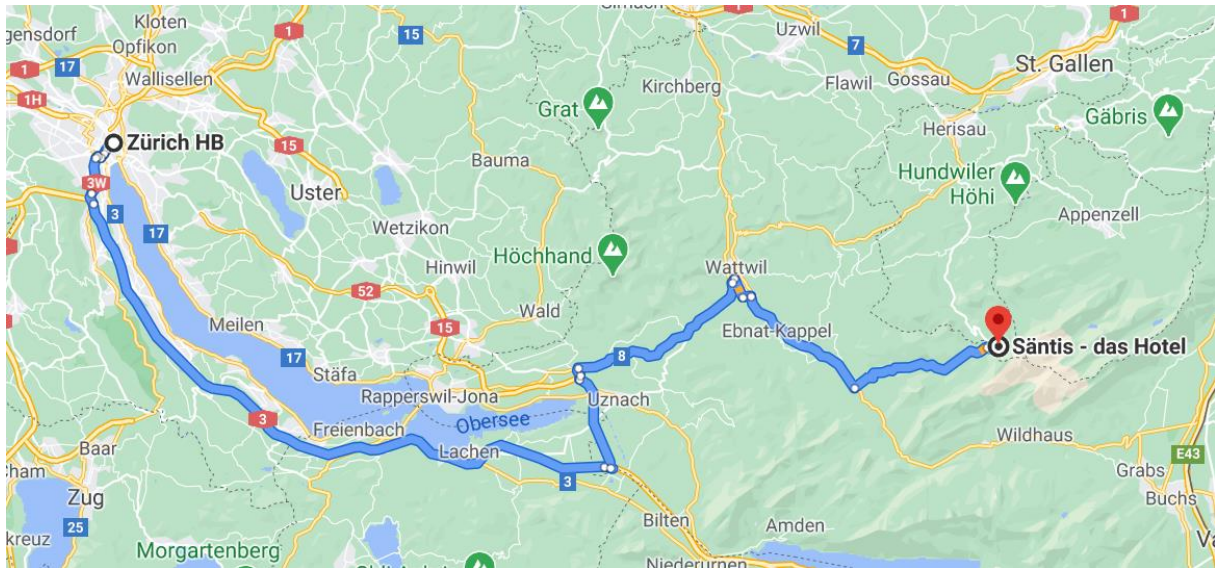 Kloten
gensdorf
Opfikon
1
15
Uzwil
1
17
1
Wallisellen
7
Flawil
Gossau
St. Gallen
Kirchberg
1H
Grat
Gäbris
Zürich HB
Herisau
15
Bauma
3W
Uster
Hundwiler
Höhi
3
17
Wetzikon
Appenzell
Höchhand
Hinwil
Wattwil
52
Wald
Meilen
15
Ebnat-Kappel
Säntis - das Hotel
17
Stäfa
8
Rapperswil-Jona
Uznach
3
Obersee
Freienbach
Wildhaus
Baar
Lachen
E43
Cham
3
Grabs
Zug
Buchs
25
Bilten
Amden
kreuz
Morgartenberg
Niederurnen